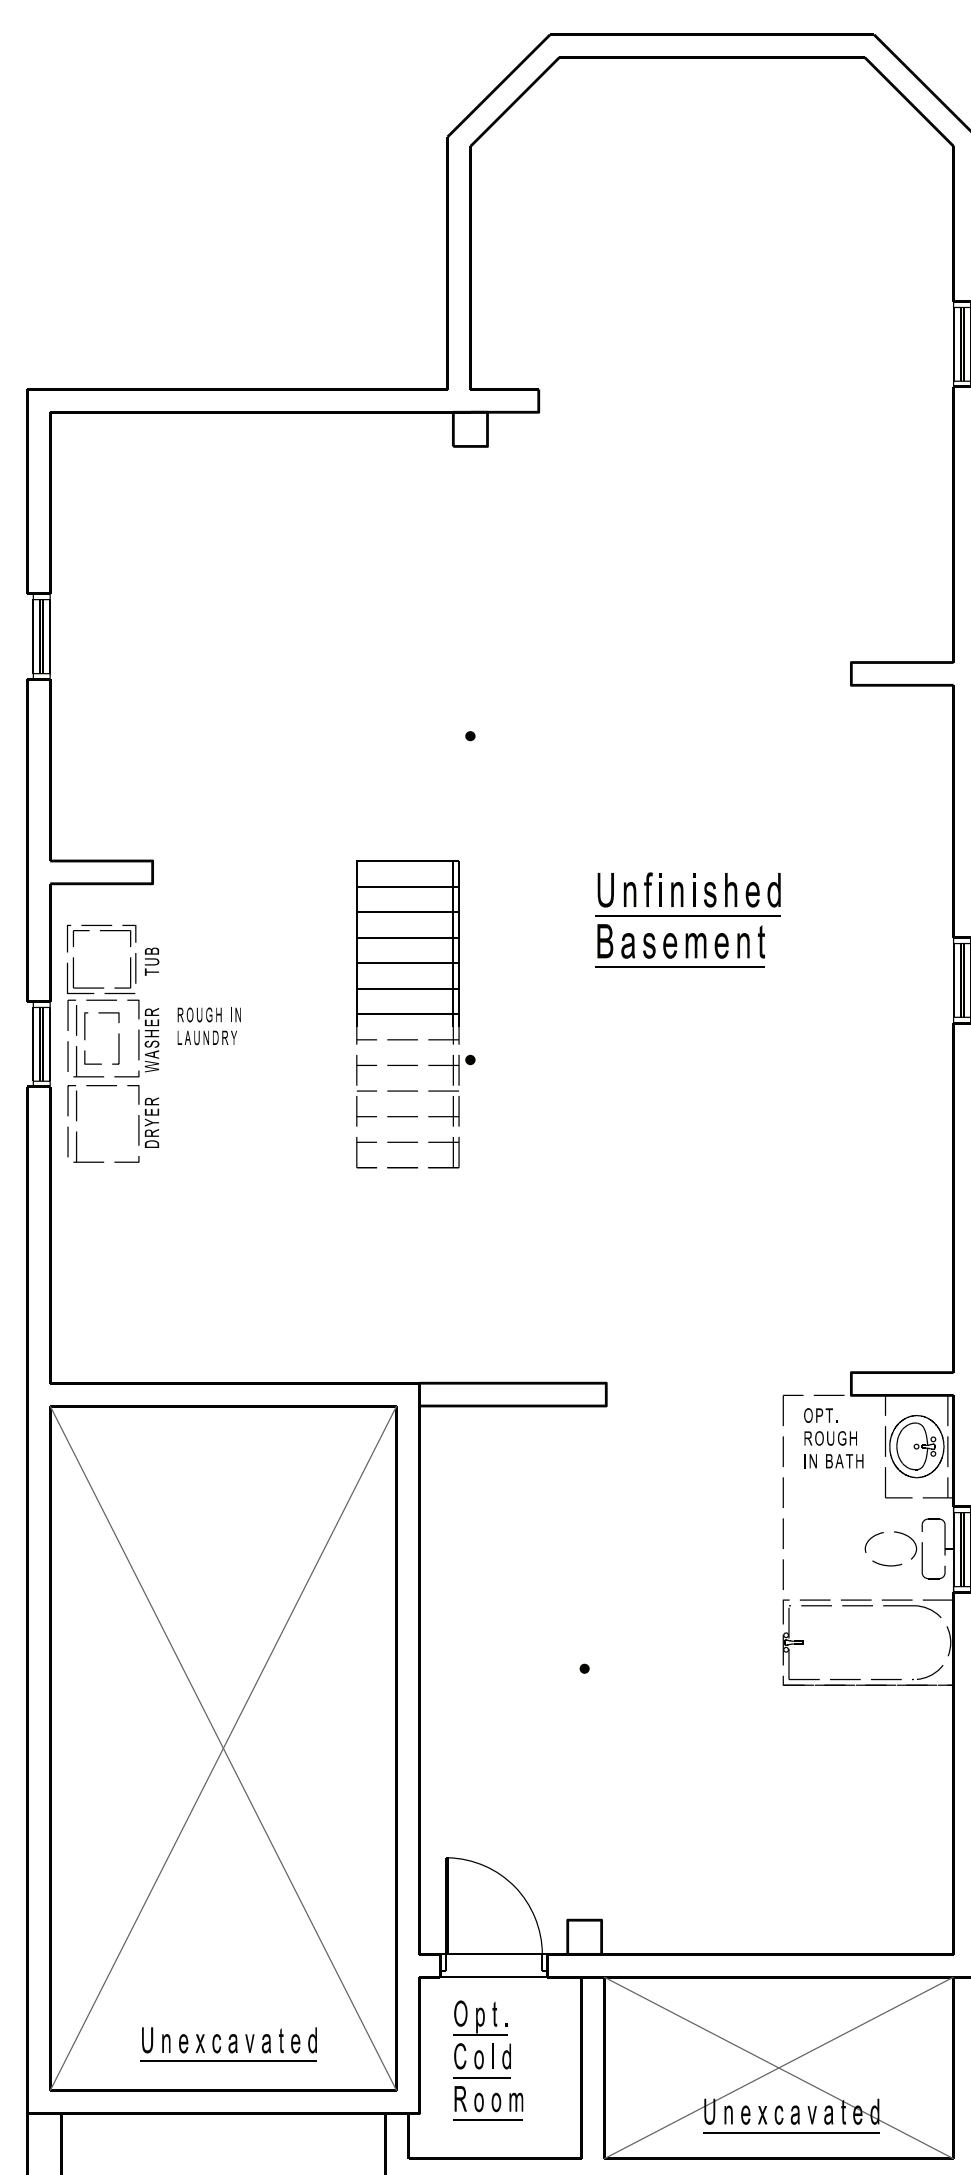 Unfinished
Basement
TUB
WASHER
DRYER
ROUGH IN
LAUNDRY
OPT.
ROUGH
IN BATH
Unexcavated
Opt.
Cold
Room
Unexcavated